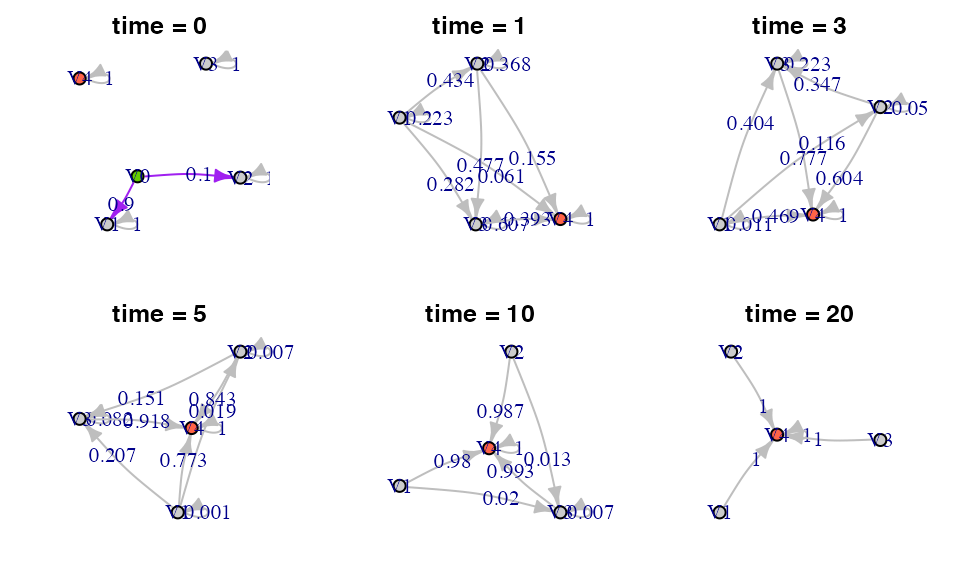 time = 0
V4 1
V3 1
V0
0.1
V2 1
0.9
V1 1
time = 1
V2 0.368
0.434
V1 0.223
0.477
0.155
0.282
0.061
V3 0.607
0.393
V4 1
time = 3
V3 0.223
0.347
V2 0.05
0.404
0.116
0.777
0.604
V1 0.011
0.469
V4 1
time = 5
V2 0.007
0.151
0.843
0.019
V3 0.082
0.918
V4 1
0.207
0.773
V1 0.001
time = 10
V2
0.987
V4 1
0.98
0.013
0.993
V1
0.02
V3 0.007
time = 20
V2
1
V4 1
1
V3
1
V1